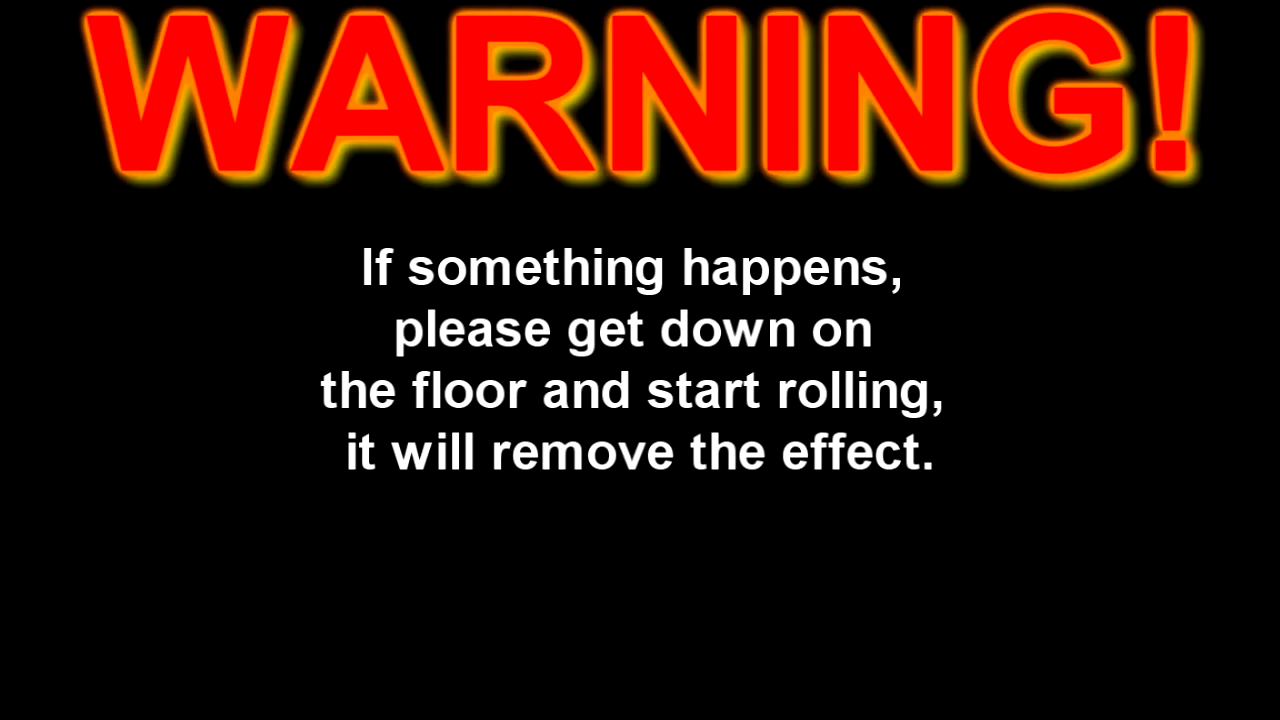 WARNING!
If something happens,
please get down on
the floor and start rolling,
it will remove the effect.